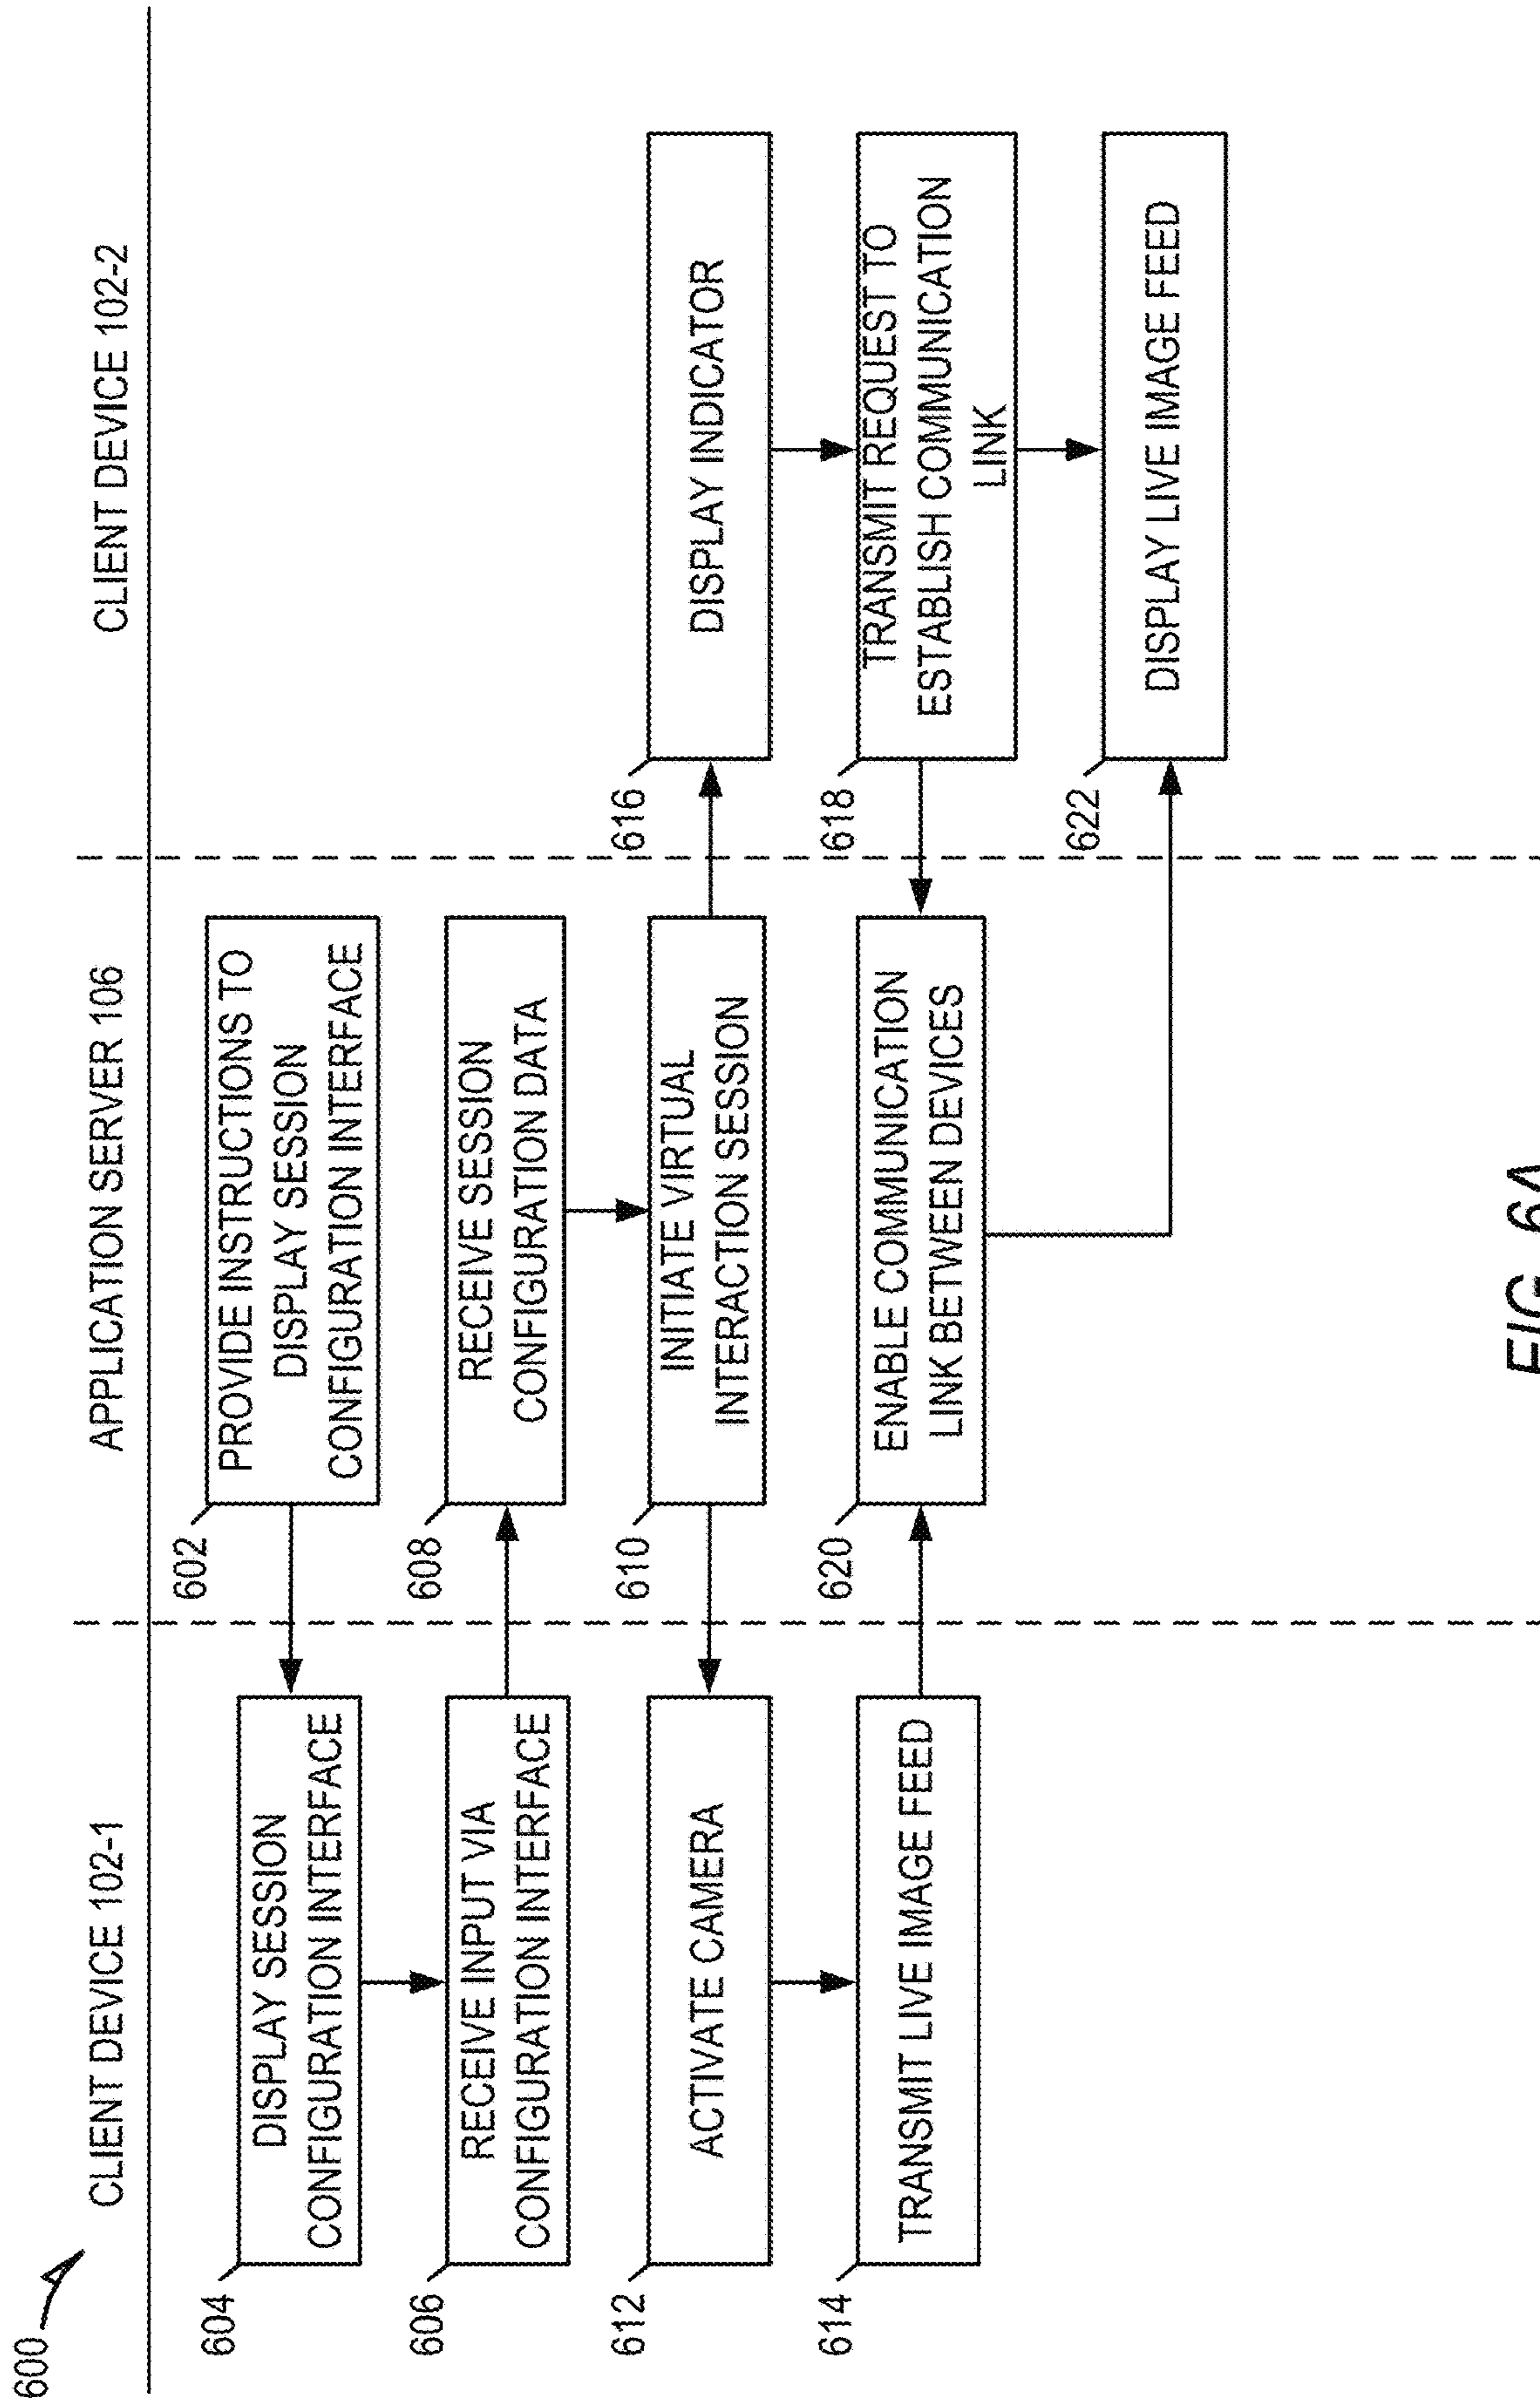 600
CLIENT DEVICE 102-1
APPLICATION SERVER 106
CLIENT DEVICE 102-2
602
PROVIDE INSTRUCTIONS TO
DISPLAY SESSION
CONFIGURATION INTERFACE
604
DISPLAY SESSION
CONFIGURATION INTERFACE
606
RECEIVE INPUT VIA
CONFIGURATION INTERFACE
608
RECEIVE SESSION
CONFIGURATION DATA
610
INITIATE VIRTUAL
INTERACTION SESSION
612
ACTIVATE CAMERA
614
TRANSMIT LIVE IMAGE FEED
616
DISPLAY INDICATOR
618
TRANSMIT REQUEST TO
ESTABLISH COMMUNICATION
LINK
620
ENABLE COMMUNICATION
LINK BETWEEN DEVICES
622
DISPLAY LIVE IMAGE FEED
FIG. 6A